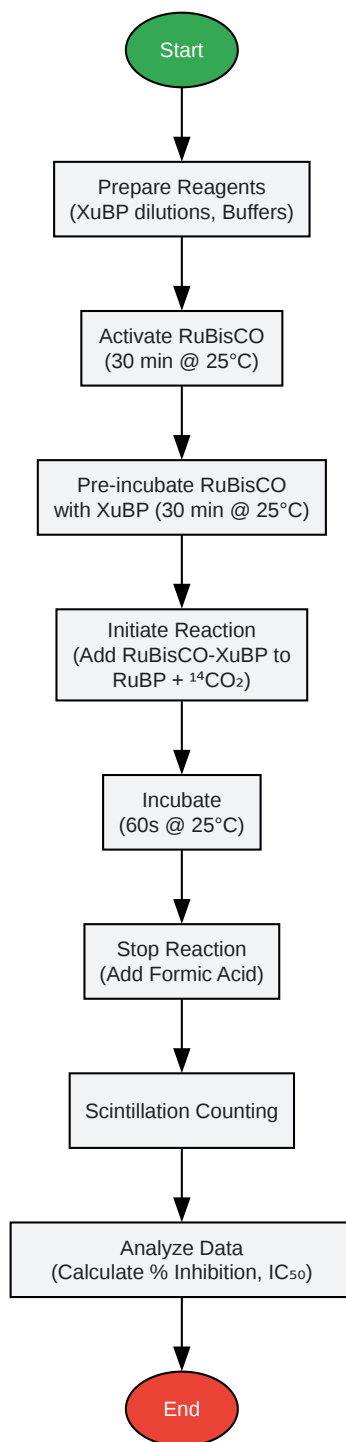 Start
Prepare Reagents
(XuBP dilutions, Buffers)
Activate RuBisCO
(30 min @ 25°C)
Pre-incubate RuBisCO
with XuBP (30 min @ 25°C)
Initiate Reaction
(Add RuBisCO-XuBP to
RuBP + ¹⁴CO₂)
Incubate
(60s @ 25°C)
Stop Reaction
(Add Formic Acid)
Scintillation Counting
Analyze Data
(Calculate % Inhibition, IC₅₀)
End